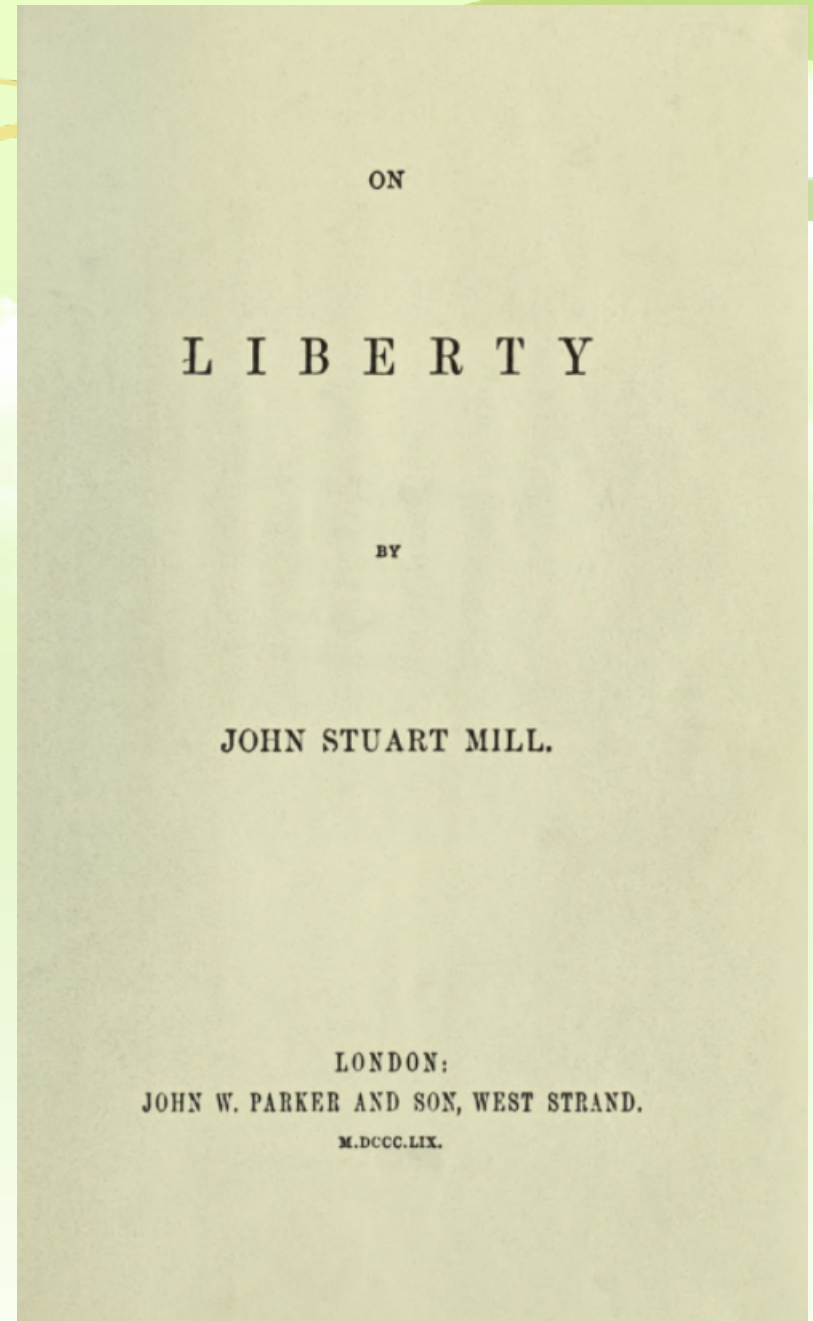 ON
LIBERTY
BY
JOHN STUART MILL.
LONDON:
JOHN W. PARKER AND SON, WEST STRAND.
M.DCCC.LIX.